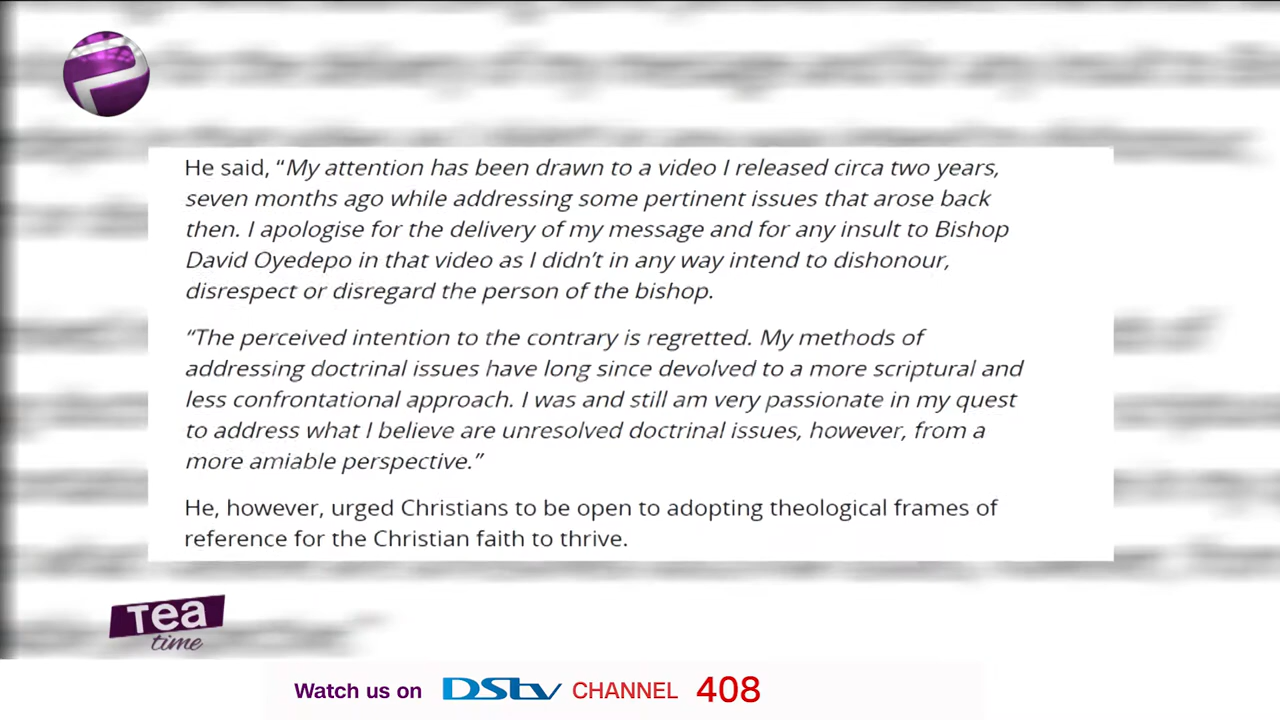 He said, “My attention has been drawn to a video I released circa two years,
seven months ago while addressing some pertinent issues that arose back
then. I apologise for the delivery of my message and for any insult to Bishop
David Oyedepo in that video as I didn’t in any way intend to dishonour,
disrespect or disregard the person of the bishop.
“The perceived intention to the contrary is regretted. My methods of
addressing doctrinal issues have long since devolved to a more scriptural and
less confrontational approach. I was and still am very passionate in my quest
to address what I believe are unresolved doctrinal issues, however, from a
more amiable perspective.”
He, however, urged Christians to be open to adopting theological frames of
reference for the Christian faith to thrive.
Tea
time
Watch us on DStv CHANNEL 408